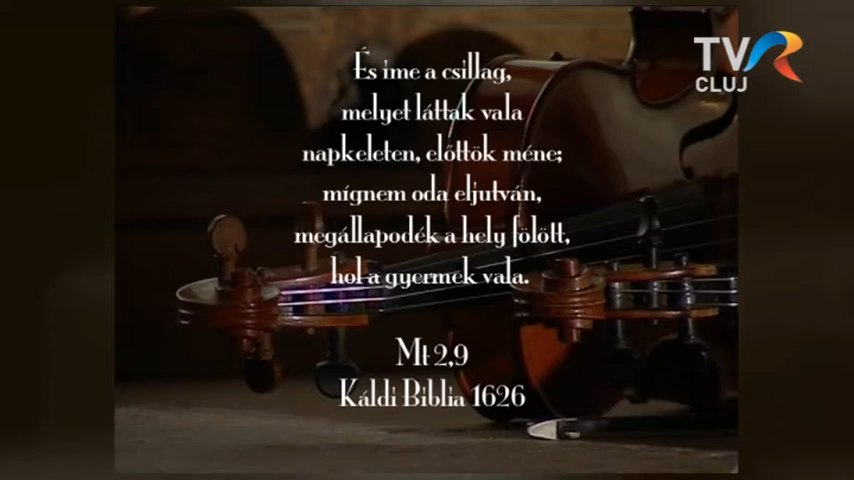 És ime a csillag,
melyet láttak vala
napkeleten, előttök méne;
mígnem oda eljutván,
megállapodék a hely fölött,
hol a gyermek vala.
Mt 2,9
Káldi Biblia 1626
TVR
CLUJ